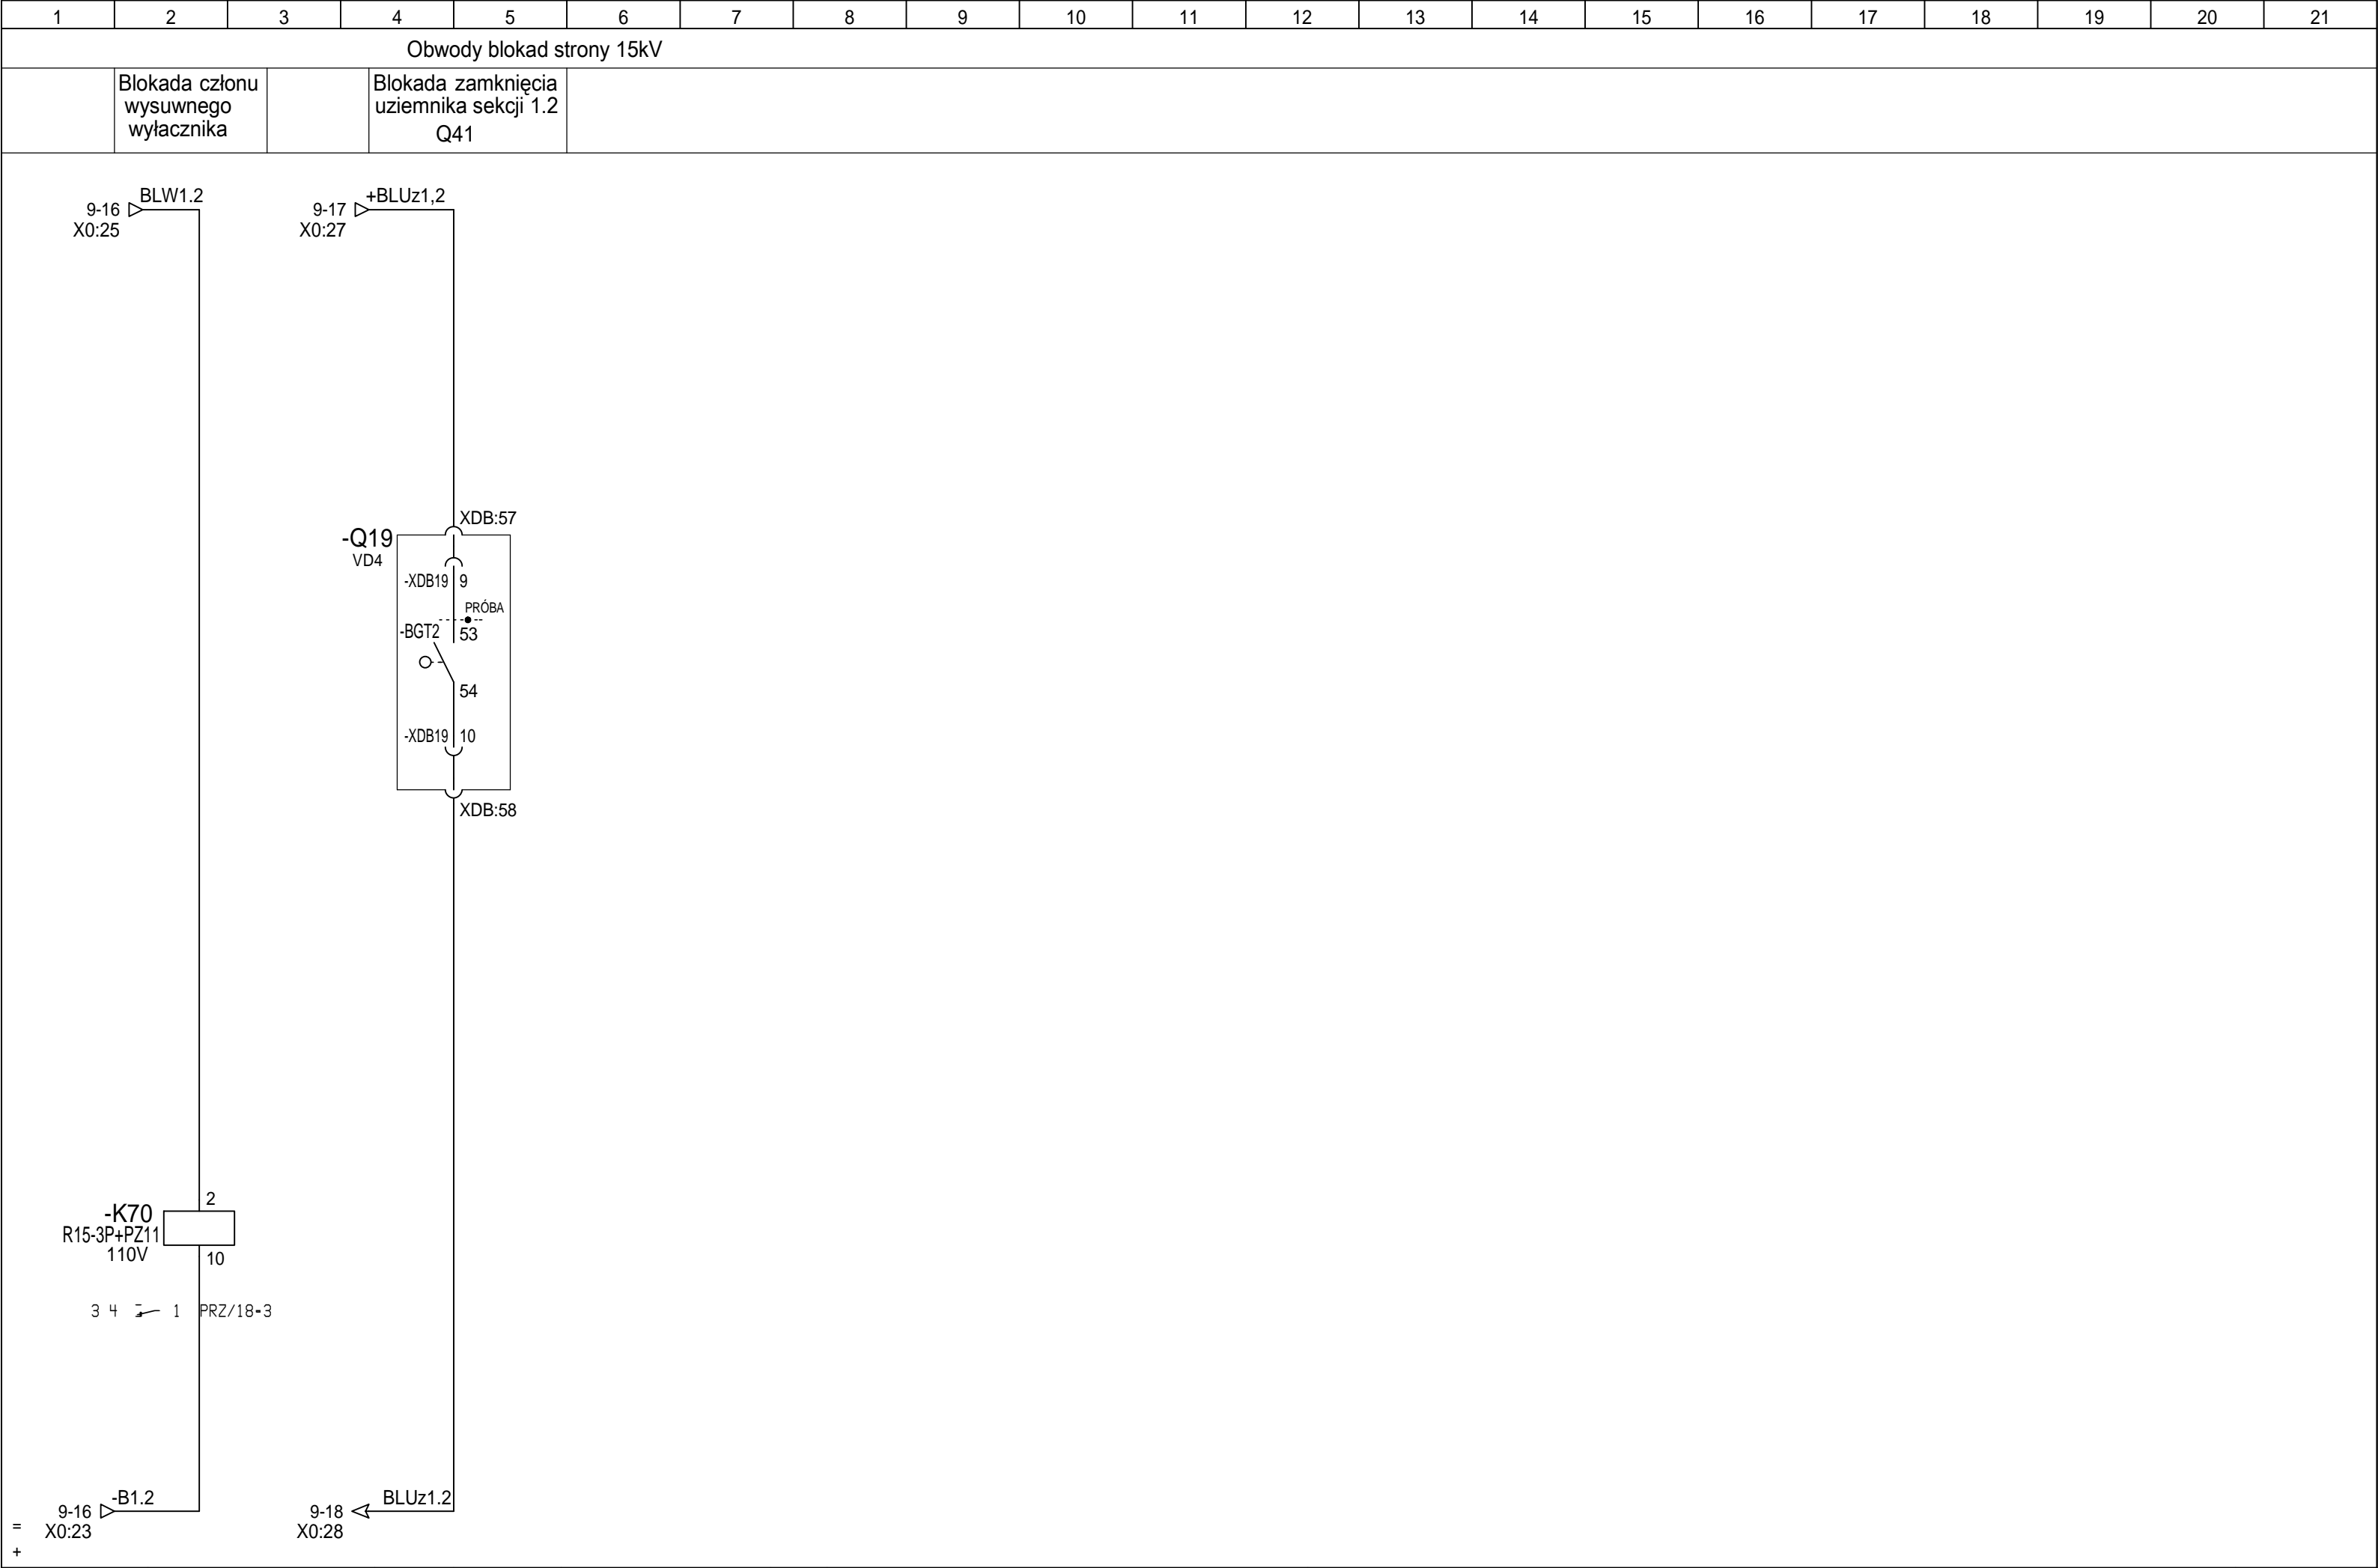 1 2 3 4 5 6 7 8 9 10 11 12 13 14 15 16 17 18 19 20 21
Obwody blokad strony 15kV
Blokada członu
wysuwnego
wyłacznika
Blokada zamknięcia
uziemnika sekcji 1.2
Q41
BLW1.2
9-16
X0:25
+BLUz1,2
9-17
X0:27
XDB:57
-Q19
VD4
-XDB19 9
PRÓBA
-BGT2 53
54
-XDB19 10
XDB:58
2
-K70
R15-3P+PZ11
110V
10
3 4 1 PRZ/18-3
-B1.2
9-16
X0:23
BLUz1.2
9-18
X0:28
=
+